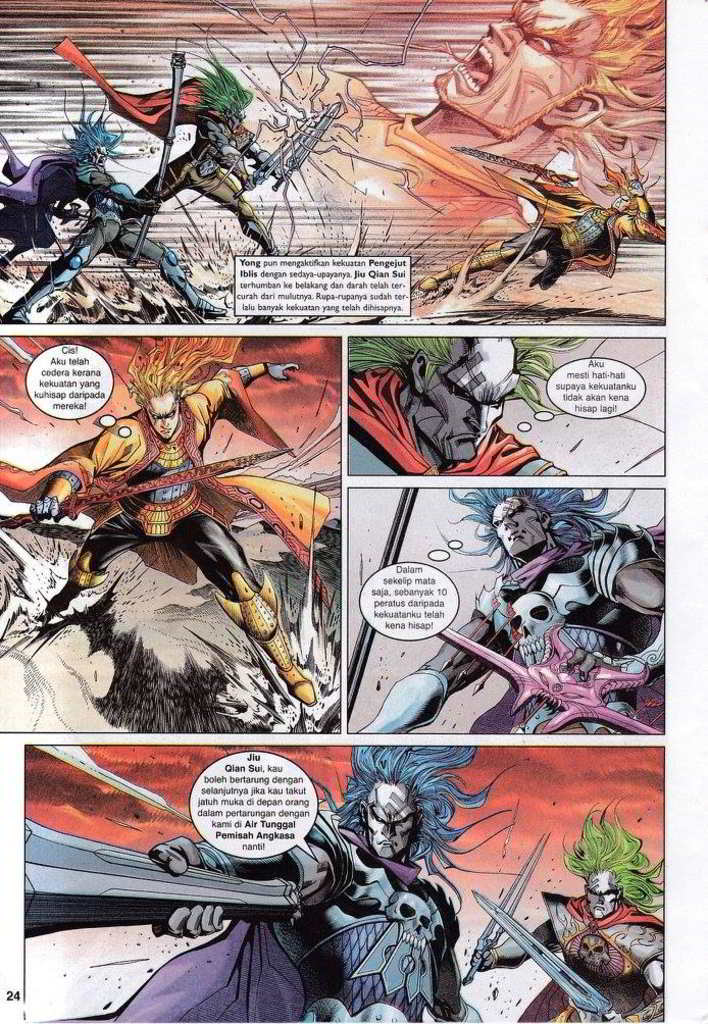 Yong pun mengaktifkan kekuatan Pengejut
Iblis dengan sedaya-upayanya. Jiu Qian Sui
terhumban ke belakang dan darah telah ter-
curah dari mulutnya. Rupa-rupanya sudah ter-
lalu banyak kekuatan yang telah dihisapnya.
Cis!
Aku telah
cedera kerana
kekuatan yang
kuhisap daripada
mereka!
Aku
mesti hati-hati
supaya kekuatanku
tidak akan kena
hisap lagi!
Dalam
sekelip mata
saja, sebanyak 10
peratus daripada
kekuatanku telah
kena hisap!
Jiu
Qian Sui, kau
boleh bertarung dengan
selanjutnya jika kau takut
jatuh muka di depan orang
dalam pertarungan dengan
kami di Air Tunggal
Pemisah Angkasa
nanti!
24